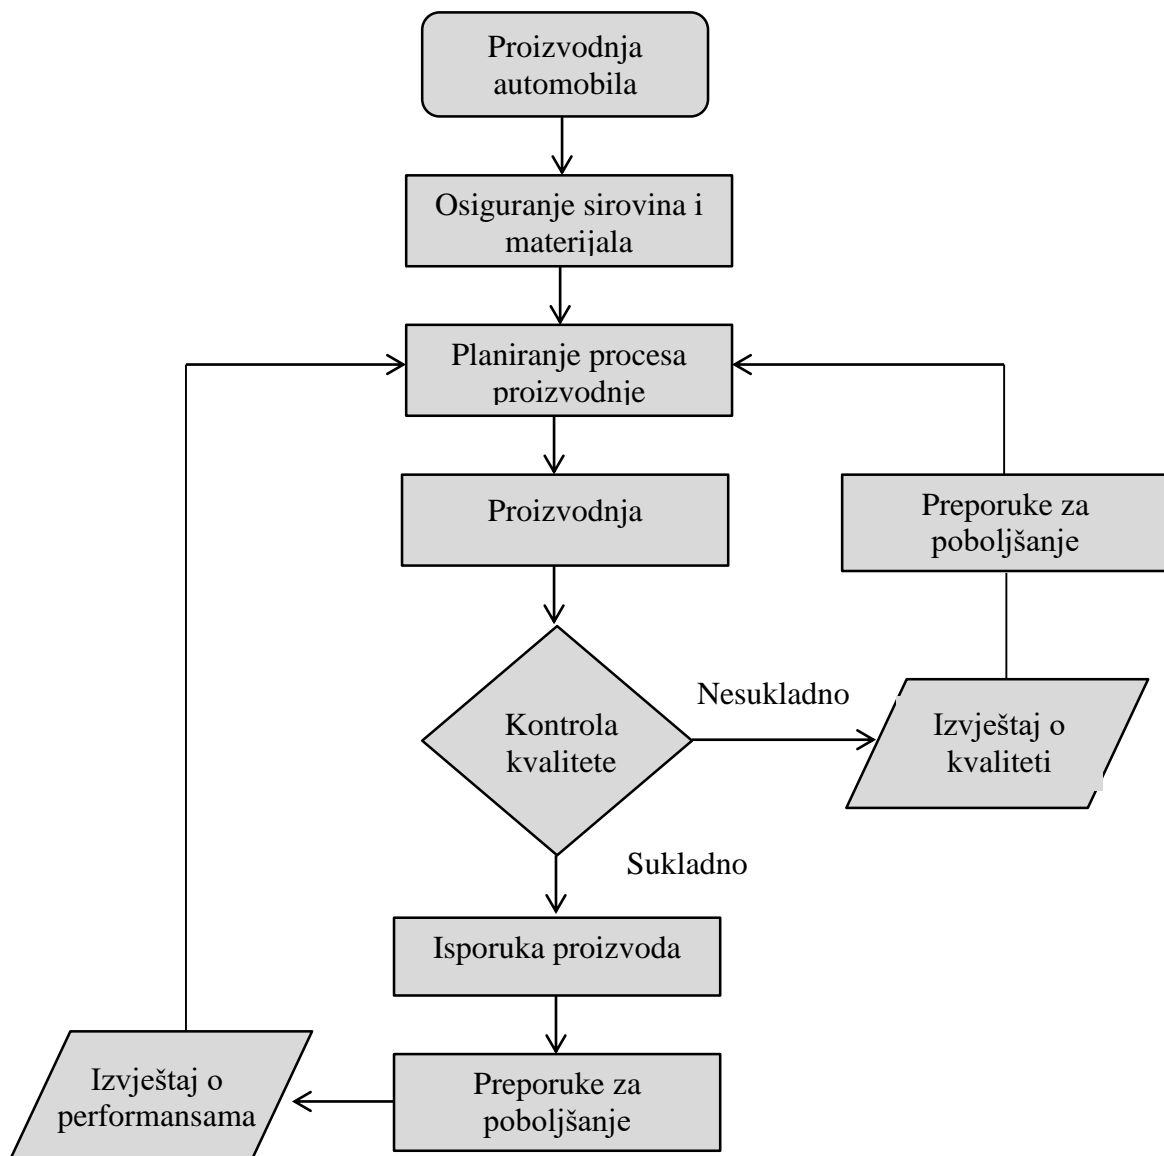 Proizvodnja
automobila
Osiguranje sirovina i
materijala
Planiranje procesa
proizvodnje
Proizvodnja
Preporuke za
poboljšanje
Nesukladno
Kontrola
kvalitete
Izvještaj o
kvaliteti
Sukladno
Isporuka proizvoda
Izvještaj o
performansama
Preporuke za
poboljšanje